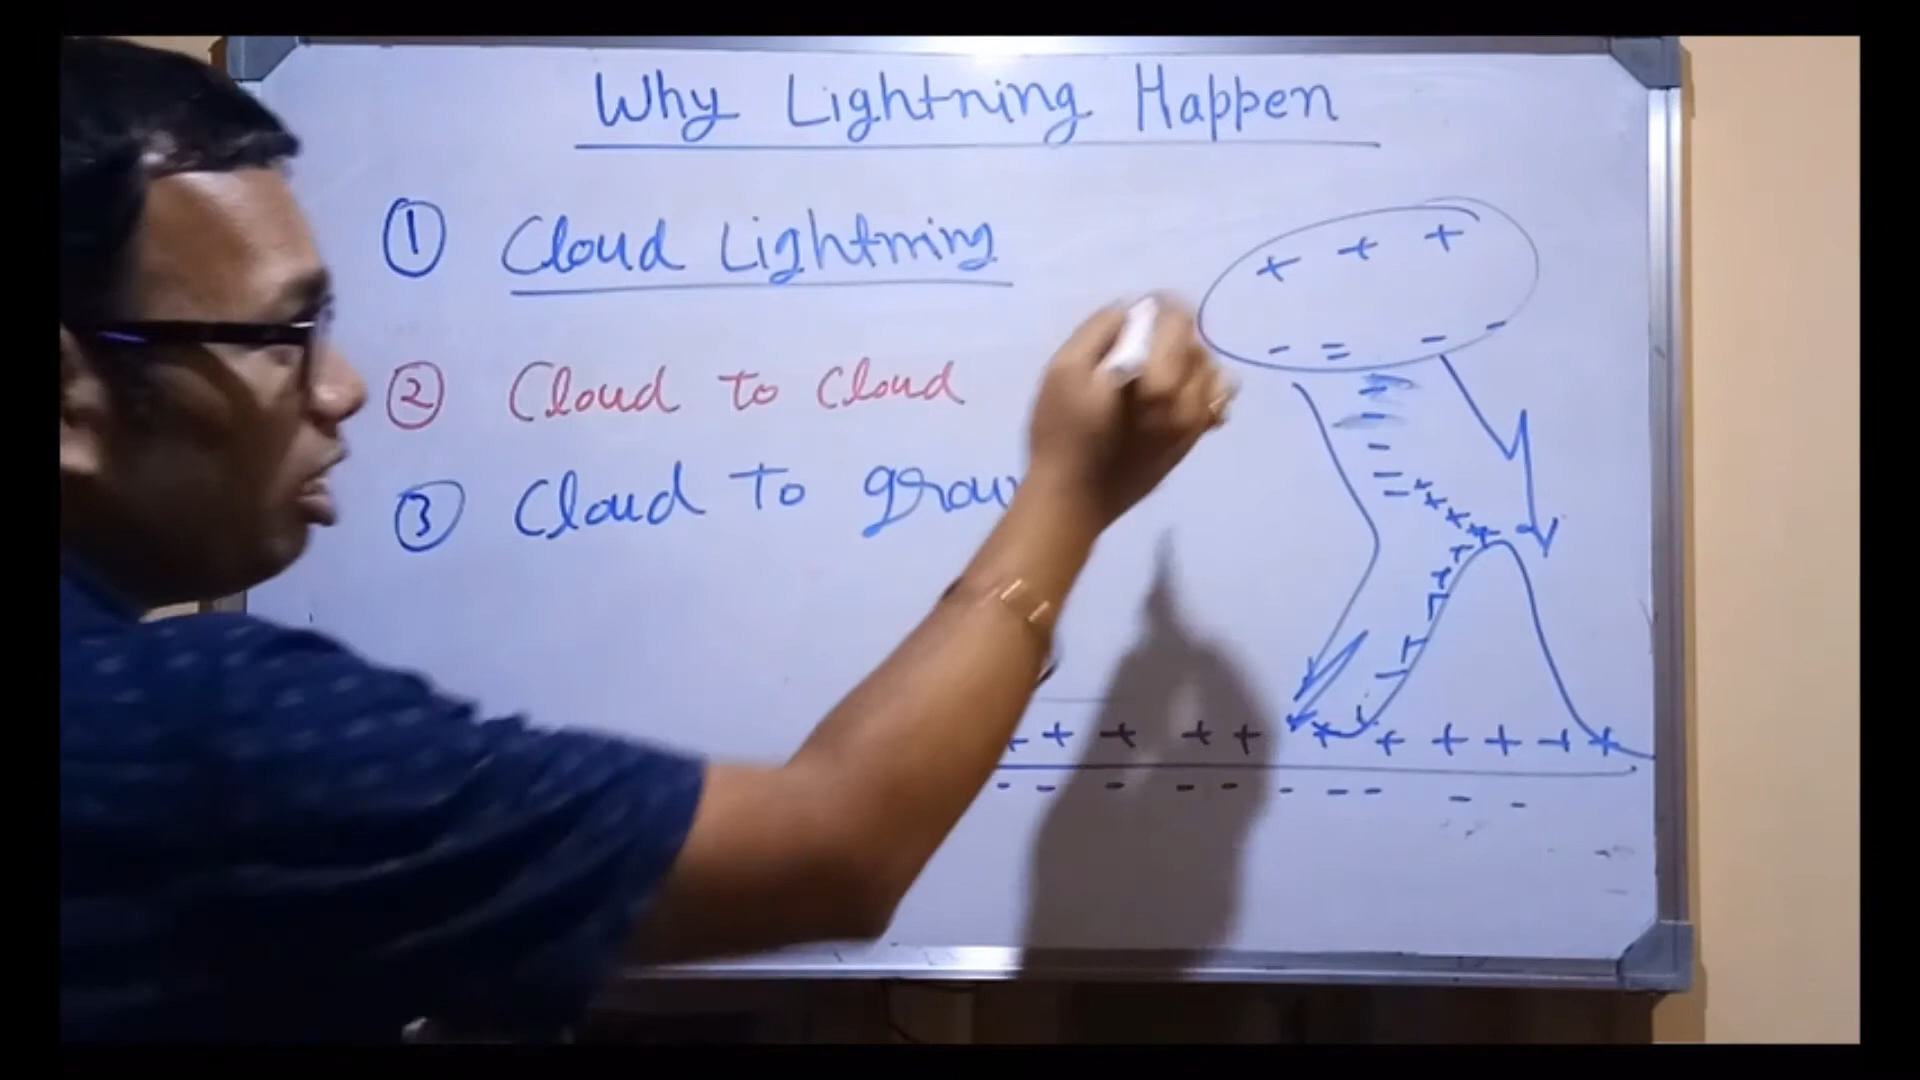 Why Lightning Happen
① Cloud Lightning
② Cloud to Cloud
③ Cloud To
+ + +
- = - -
+ + + + + + + + + +
- - - - - - - - - -